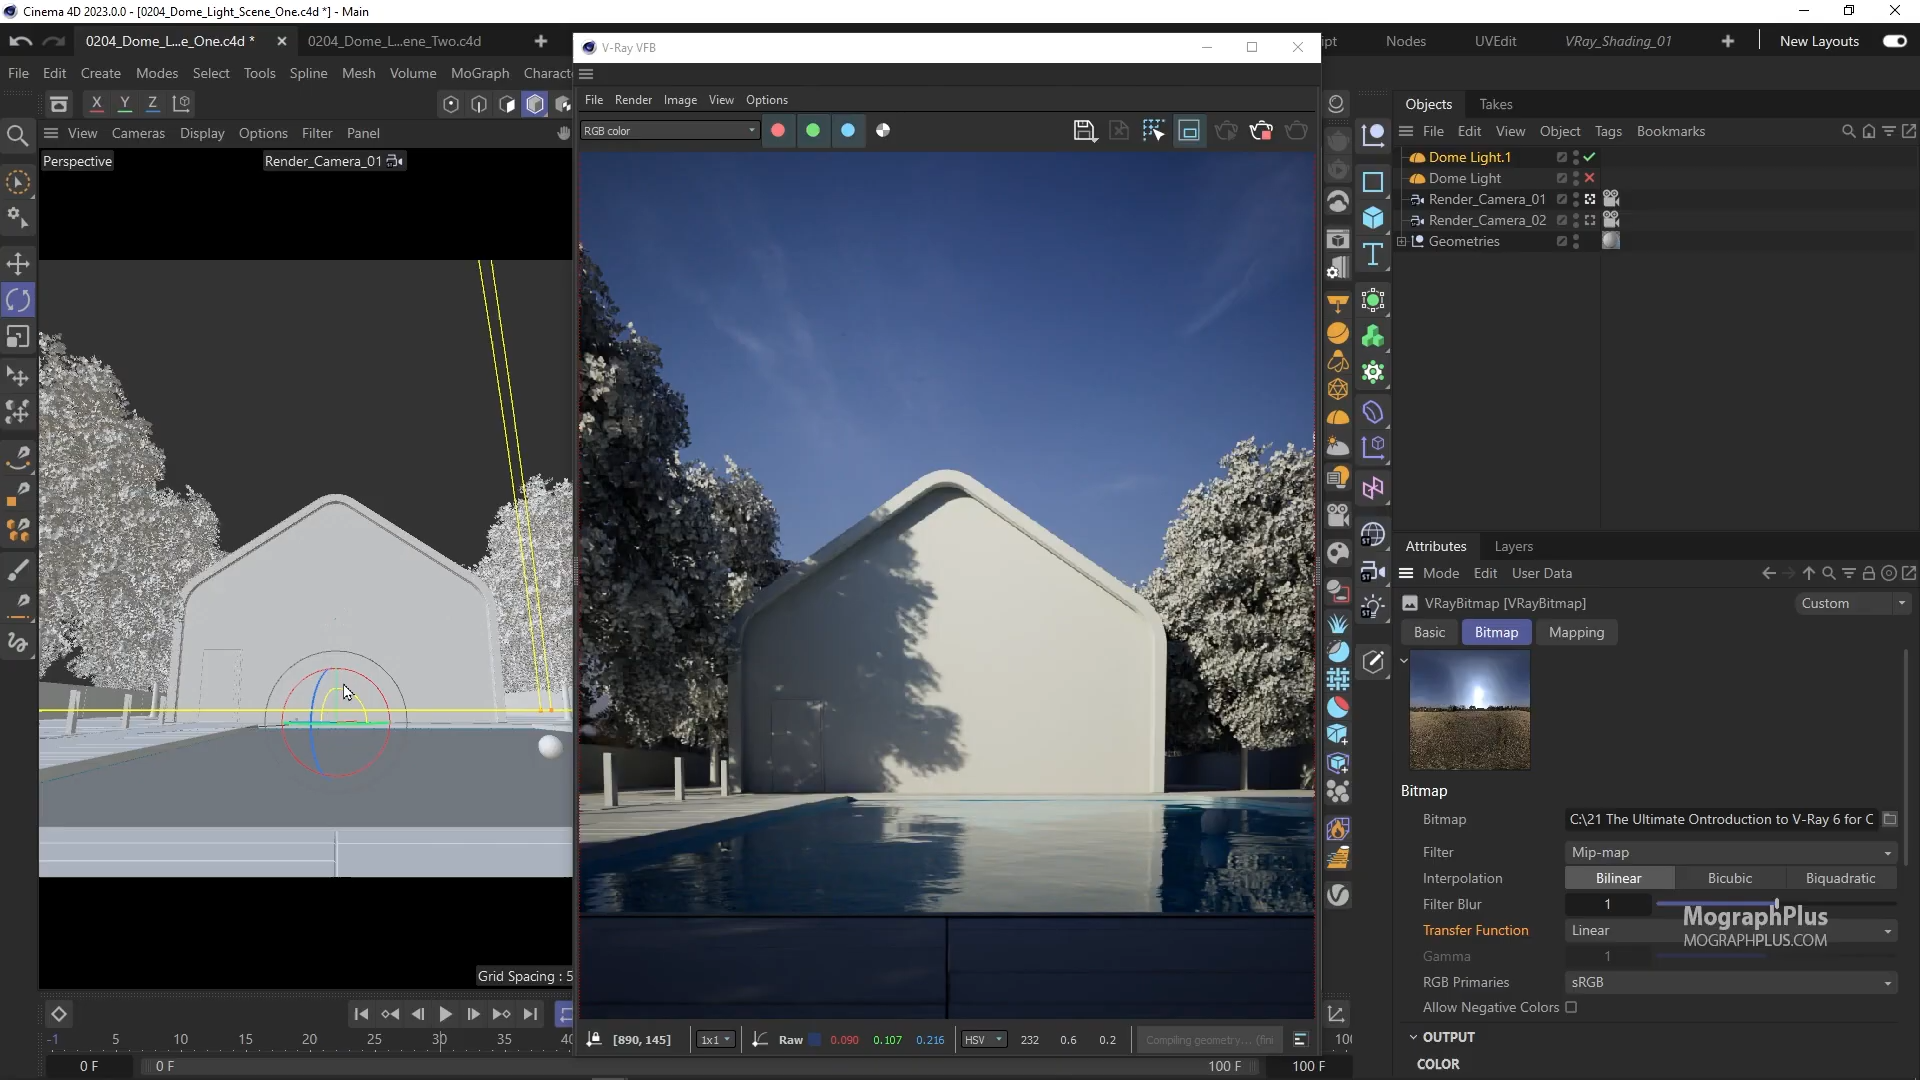 Cinema 4D 2023.0.0 - [0204_Dome_Light_Scene_One.c4d *] - Main
0204_Dome_L...e_One.c4d *
0204_Dome_L...ene_Two.c4d
V-Ray VFB
ipt
Nodes
UVEdit
VRay_Shading_01
New Layouts
File Edit Create Modes Select Tools Spline Mesh Volume MoGraph Charact
File Render Image View Options
RGB color
X Y Z
View Cameras Display Options Filter Panel
Perspective
Render_Camera_01
Grid Spacing : 5
Objects Takes
File Edit View Object Tags Bookmarks
Dome Light.1
Dome Light
Render_Camera_01
Render_Camera_02
Geometries
Attributes Layers
Mode Edit User Data
VRayBitmap [VRayBitmap]
Custom
Basic Bitmap Mapping
Bitmap
Bitmap C:\21 The Ultimate Ontroduction to V-Ray 6 for C
Filter Mip-map
Interpolation Bilinear Bicubic Biquadratic
Filter Blur 1
Transfer Function Linear
Gamma 1
RGB Primaries sRGB
Allow Negative Colors
OUTPUT
COLOR
MographPlus
MOGRAPHPLUS.COM
[890, 145] 1x1 Raw 0.090 0.107 0.216 HSV 232 0.6 0.2 Compiling geometry... (fini
-1 5 10 15 20 25 30 35 40 100
0 F 0 F 100 F 100 F